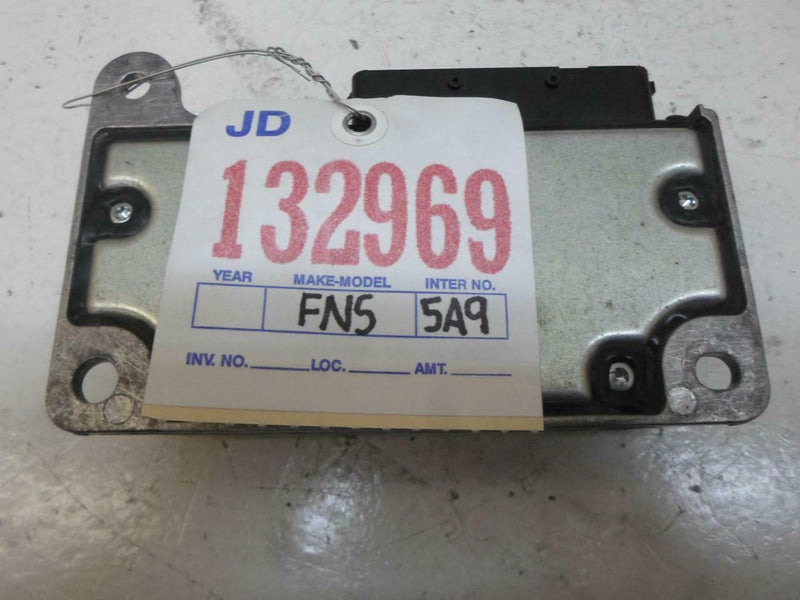 JD
132969
YEAR MAKE-MODEL INTER NO.
FNS 5A9
INV. NO. LOC. AMT.